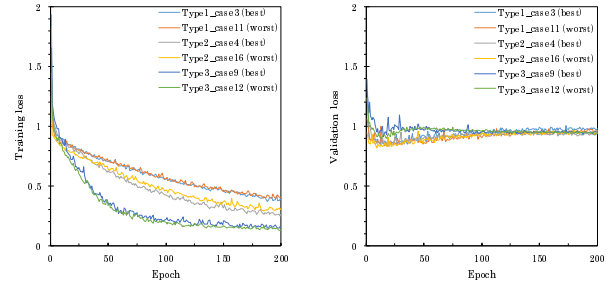 2
1.5
1
0.5
0
Training loss
Type1_case3 (best)
Type1_case11 (worst)
Type2_case4 (best)
Type2_case16 (worst)
Type3_case9 (best)
Type3_case12 (worst)
0 50 100 150 200
Epoch
2
1.5
1
0.5
0
Validation loss
Type1_case3 (best)
Type1_case11 (worst)
Type2_case4 (best)
Type2_case16 (worst)
Type3_case9 (best)
Type3_case12 (worst)
0 50 100 150 200
Epoch